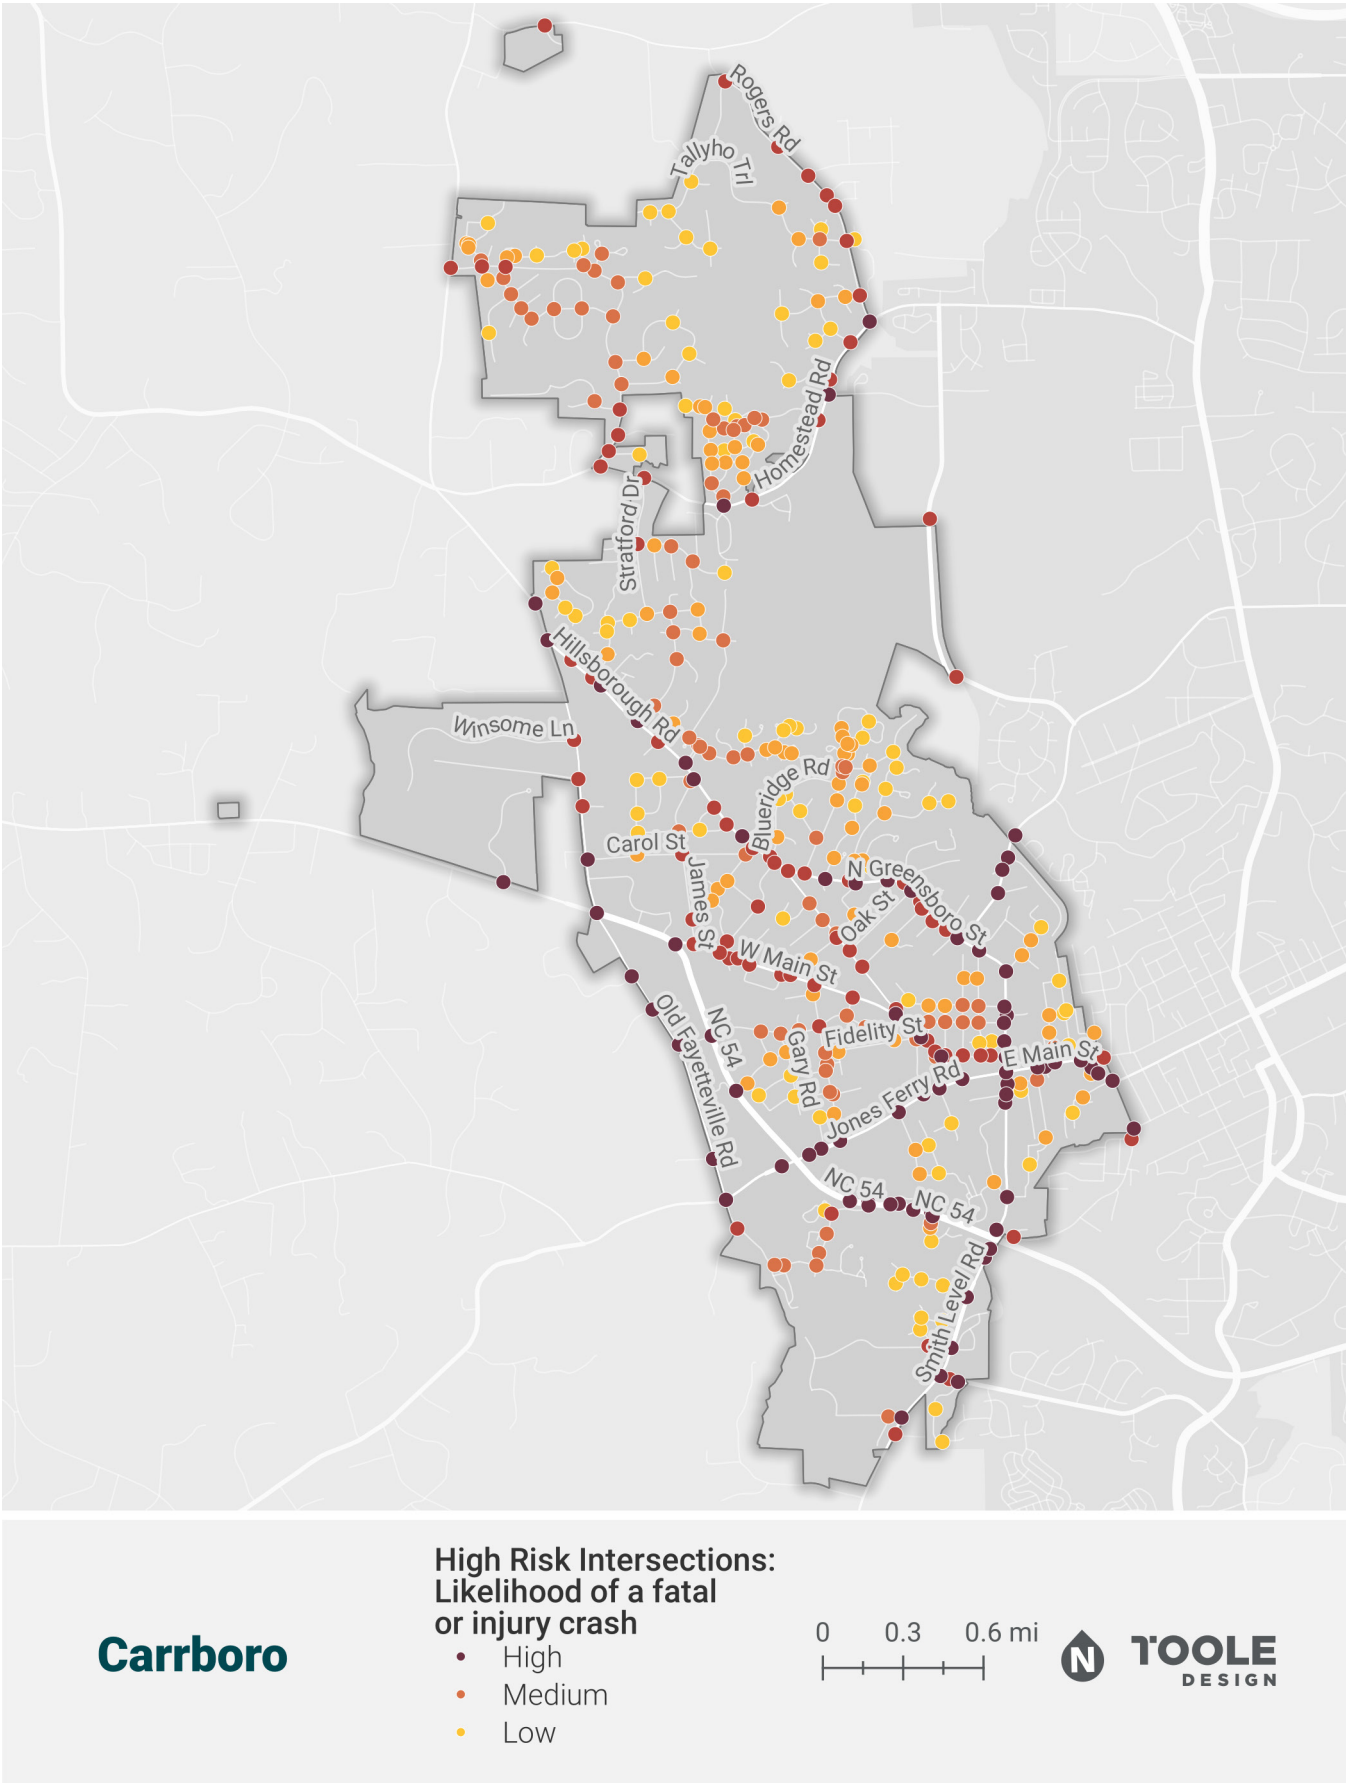 Rogers Rd
Tallyho Trl
Homestead Rd
Stratford Dr
Hillsborough Rd
Winsome Ln
Blueridge Rd
Carol St
James St
N Greensboro St
Oak St
W Main St
Old Fayetteville Rd
NC 54
Fidelity St
Gary Rd
E Main St
Jones Ferry Rd
NC 54
NC 54
Smith Level Rd
Carrboro
High Risk Intersections:
Likelihood of a fatal
or injury crash
High
Medium
Low
0 0.3 0.6 mi
N
TOOLE
DESIGN